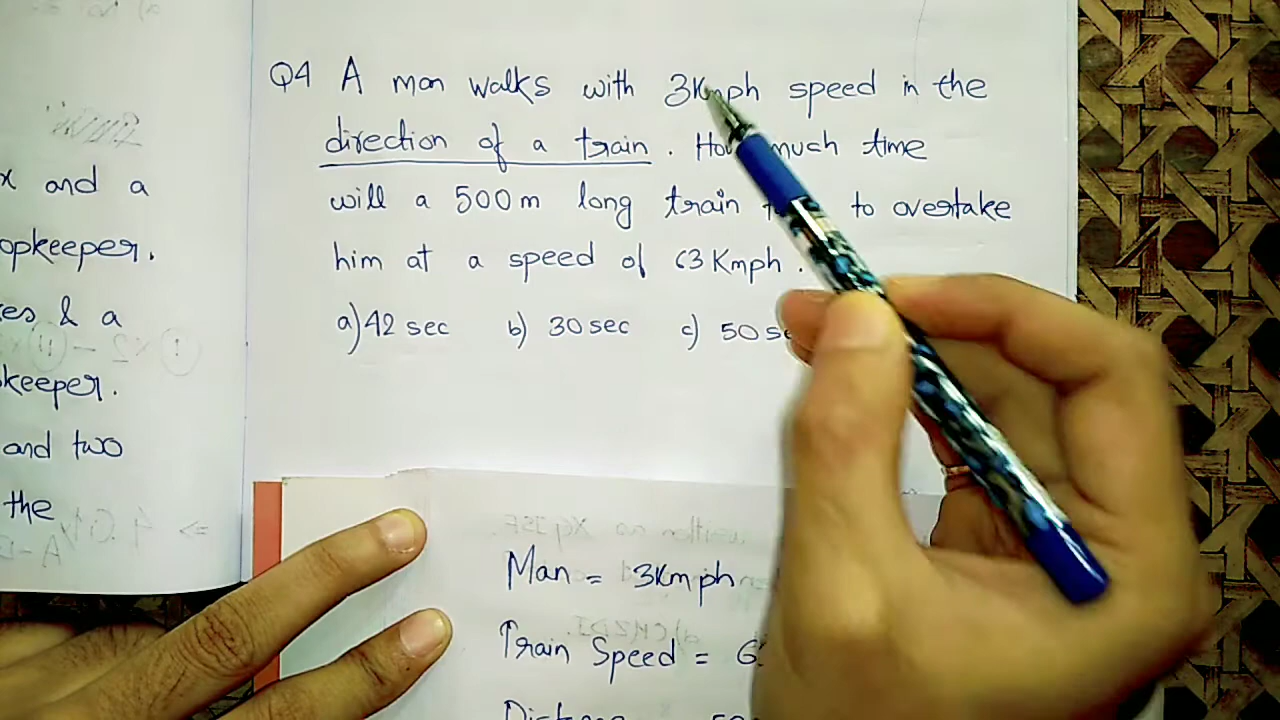 x and a
opkeeper.
es & a
keeper.
and two
the
Q4 A man walks with 3Kmph speed in the
direction of a train. How much time
will a 500m long train to overtake
him at a speed of 63 Kmph.
a) 42 sec b) 30 sec c) 50 se
Man = 3Kmph
Train Speed = 6